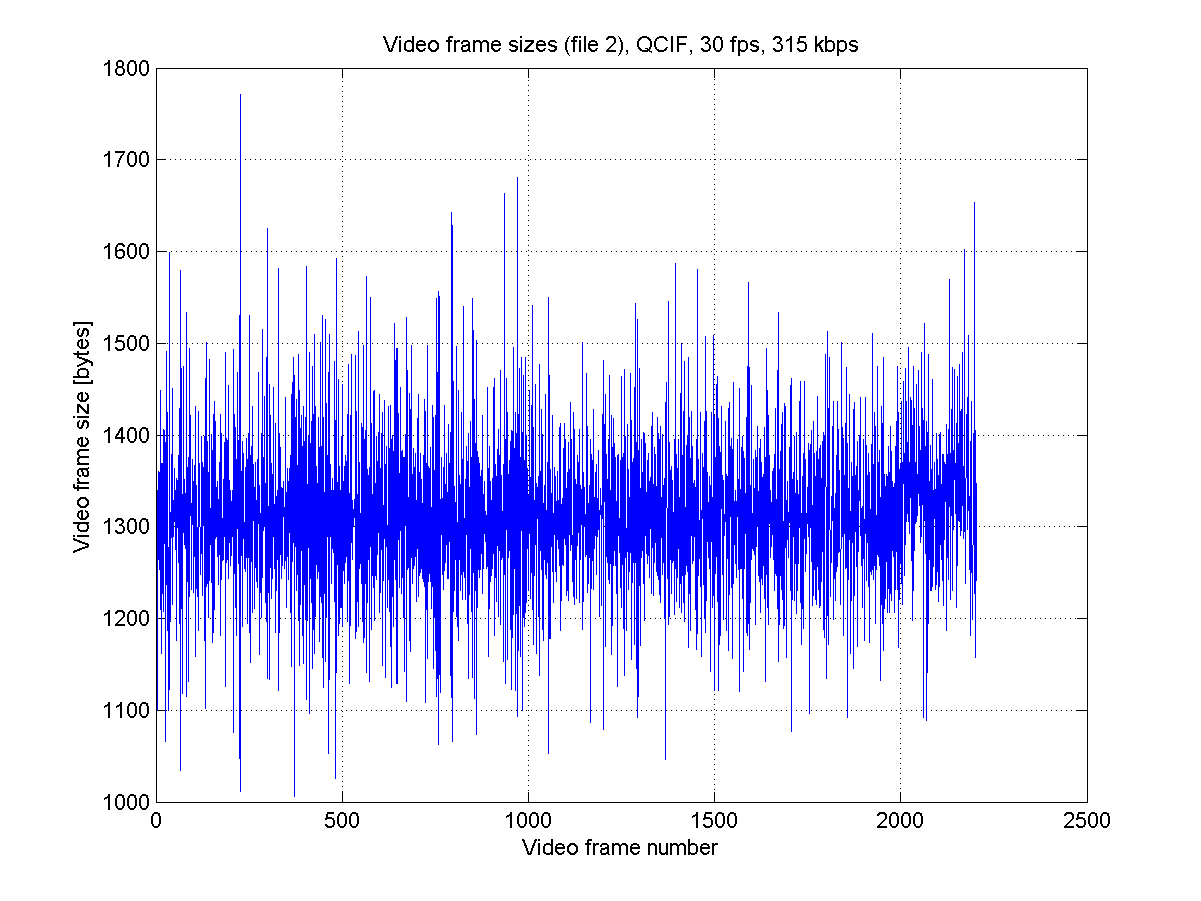 Video frame sizes (file 2), QCIF, 30 fps, 315 kbps
1800
1700
1600
1500
1400
1300
1200
1100
1000
Video frame size [bytes]
0 500 1000 1500 2000 2500
Video frame number